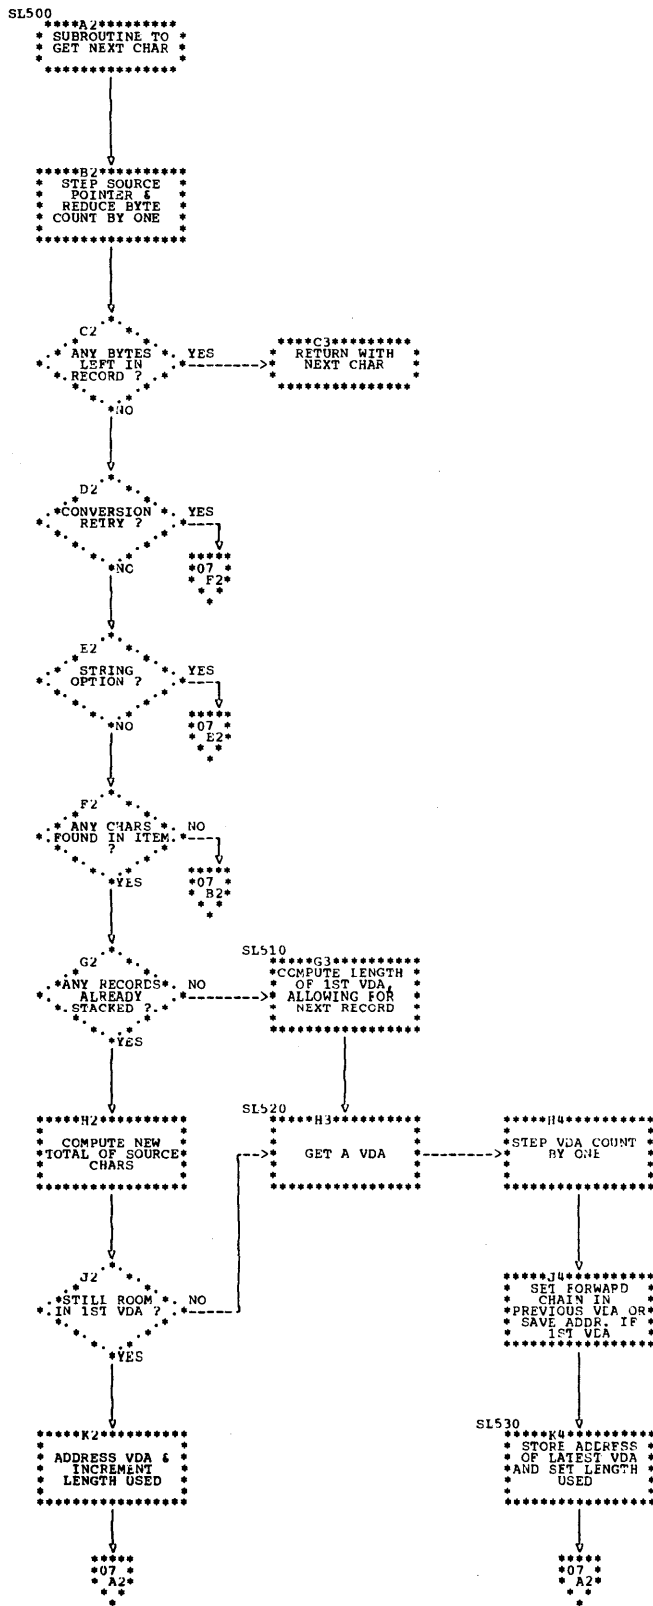 SL500
A2
SUBROUTINE TO
GET NEXT CHAR
B2
STEP SOURCE
POINTER &
REDUCE BYTE
COUNT BY ONE
C2
ANY BYTES
LEFT IN
RECORD ?
YES
NO
C3
RETURN WITH
NEXT CHAR
D2
CONVERSION
RETRY ?
YES
NO
07
F2
E2
STRING
OPTION ?
YES
NO
07
E2
F2
ANY CHARS
FOUND IN ITEM
?
NO
YES
07
B2
G2
ANY RECORDS
ALREADY
STACKED ?
NO
YES
SL510
G3
COMPUTE LENGTH
OF 1ST VDA,
ALLOWING FOR
NEXT RECORD
H2
COMPUTE NEW
TOTAL OF SOURCE
CHARS
SL520
H3
GET A VDA
H4
STEP VDA COUNT
BY ONE
J2
STILL ROOM
IN 1ST VDA ?
NO
YES
J4
SET FORWARD
CHAIN IN
PREVIOUS VDA OR
SAVE ADDR. IF
1ST VDA
K2
ADDRESS VDA &
INCREMENT
LENGTH USED
SL530
K4
STORE ADDRESS
OF LATEST VDA
AND SET LENGTH
USED
07
A2
07
A2